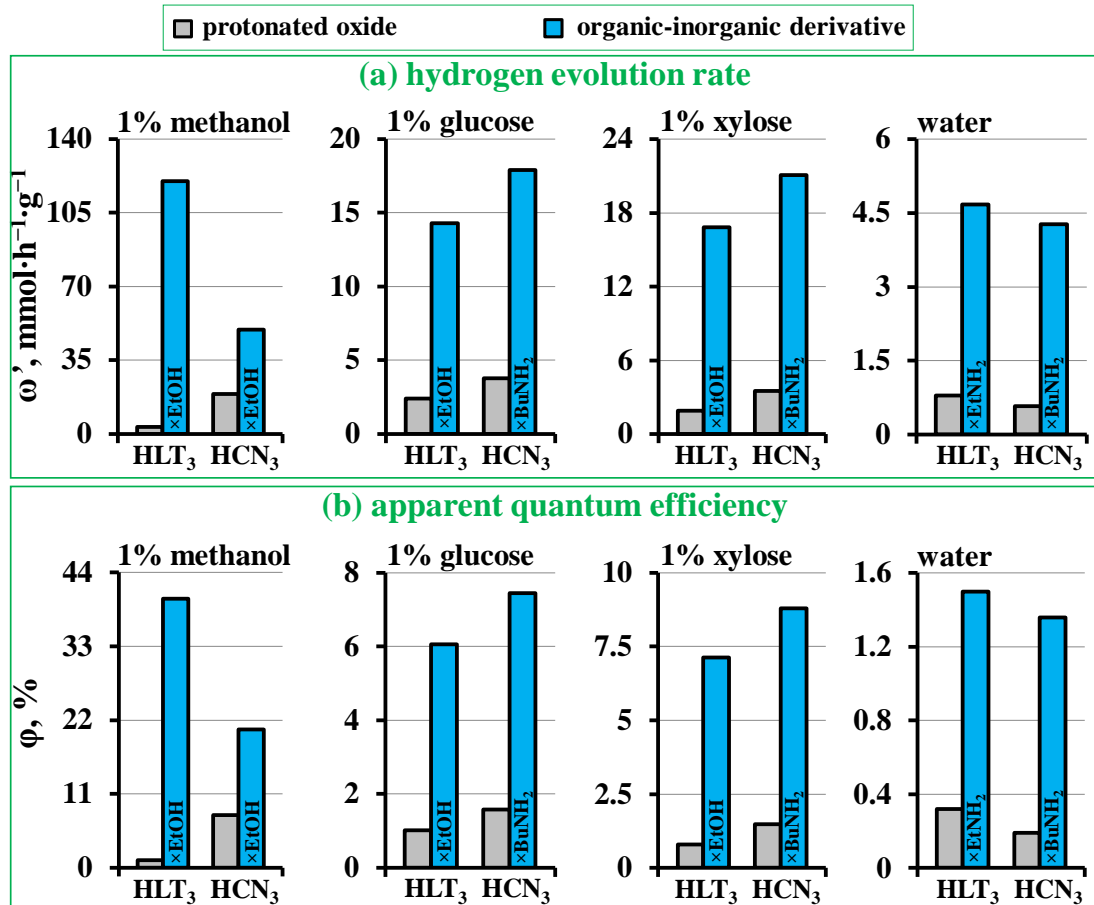 protonated oxide organic-inorganic derivative
(a) hydrogen evolution rate
1% methanol 1% glucose 1% xylose water
ω’, mmol·h⁻¹·g⁻¹
140 20 24 6
105 15 18 4.5
70 10 12 3
35 5 6 1.5
0 0 0 0
×EtOH ×EtOH ×EtOH ×BuNH₂ ×EtOH ×BuNH₂ ×EtNH₂ ×BuNH₂
HLT₃ HCN₃ HLT₃ HCN₃ HLT₃ HCN₃ HLT₃ HCN₃
(b) apparent quantum efficiency
1% methanol 1% glucose 1% xylose water
φ, %
44 8 10 1.6
33 6 7.5 1.2
22 4 5 0.8
11 2 2.5 0.4
0 0 0 0
×EtOH ×EtOH ×EtOH ×BuNH₂ ×EtOH ×BuNH₂ ×EtNH₂ ×BuNH₂
HLT₃ HCN₃ HLT₃ HCN₃ HLT₃ HCN₃ HLT₃ HCN₃